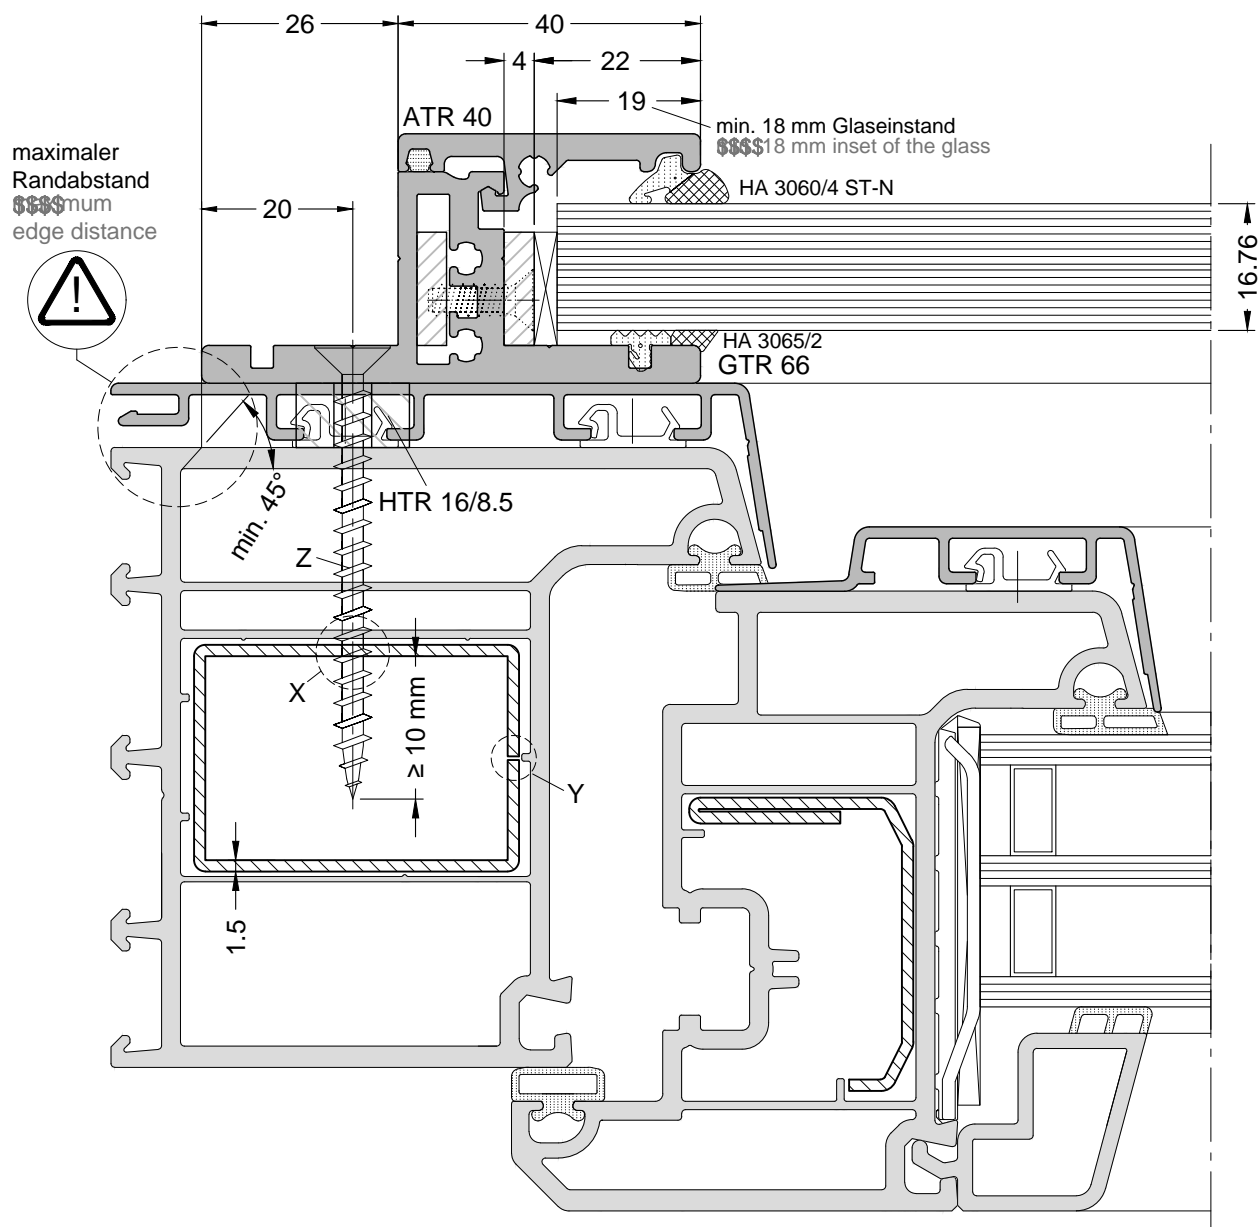 26
40
4
22
19
ATR 40
min. 18 mm Glaseinstand
$$$$ 18 mm inset of the glass
maximaler
Randabstand
mum
edge distance
20
HA 3060/4 ST-N
16.76
!
HA 3065/2
GTR 66
min. 45°
HTR 16/8.5
Z
X
≥ 10 mm
Y
1.5